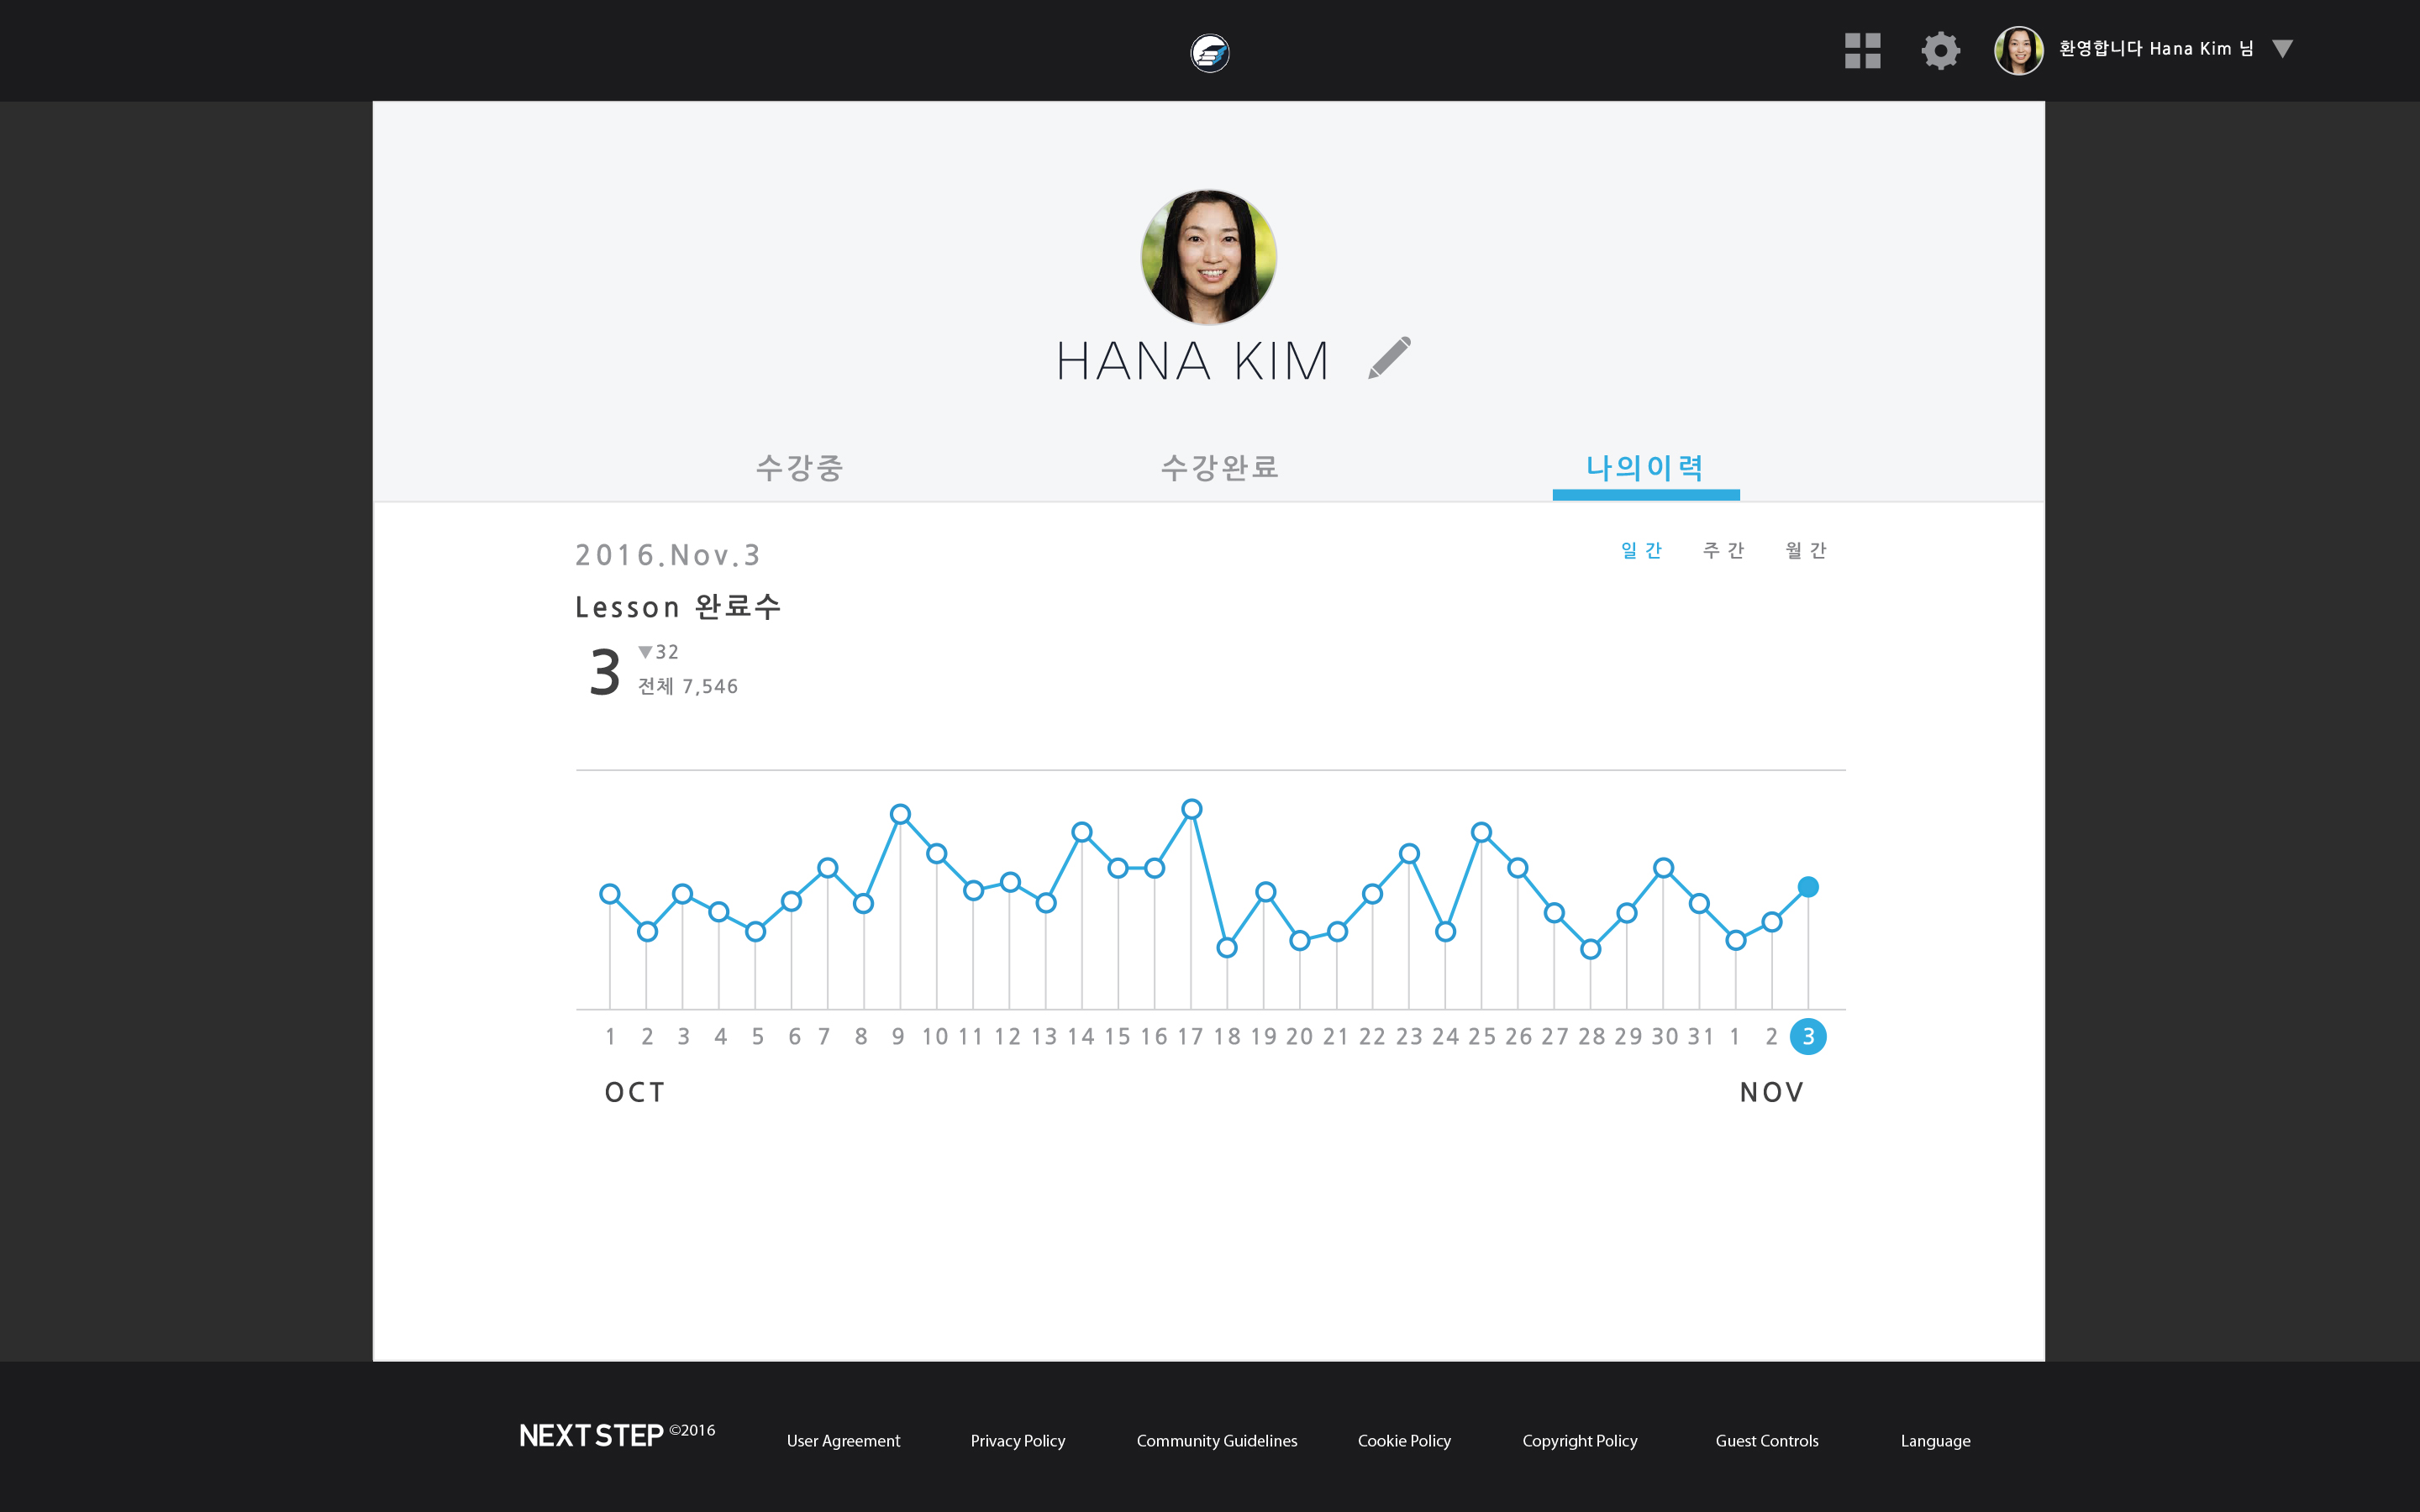 환영합니다 Hana Kim 님
HANA KIM
수강중 수강완료 나의이력
2016.Nov.3
일 간 주 간 월 간
Lesson 완료수
3
▼32
전체 7,546
1 2 3 4 5 6 7 8 9 10 11 12 13 14 15 16 17 18 19 20 21 22 23 24 25 26 27 28 29 30 31 1 2 3
OCT NOV
NEXT STEP ©2016 User Agreement Privacy Policy Community Guidelines Cookie Policy Copyright Policy Guest Controls Language